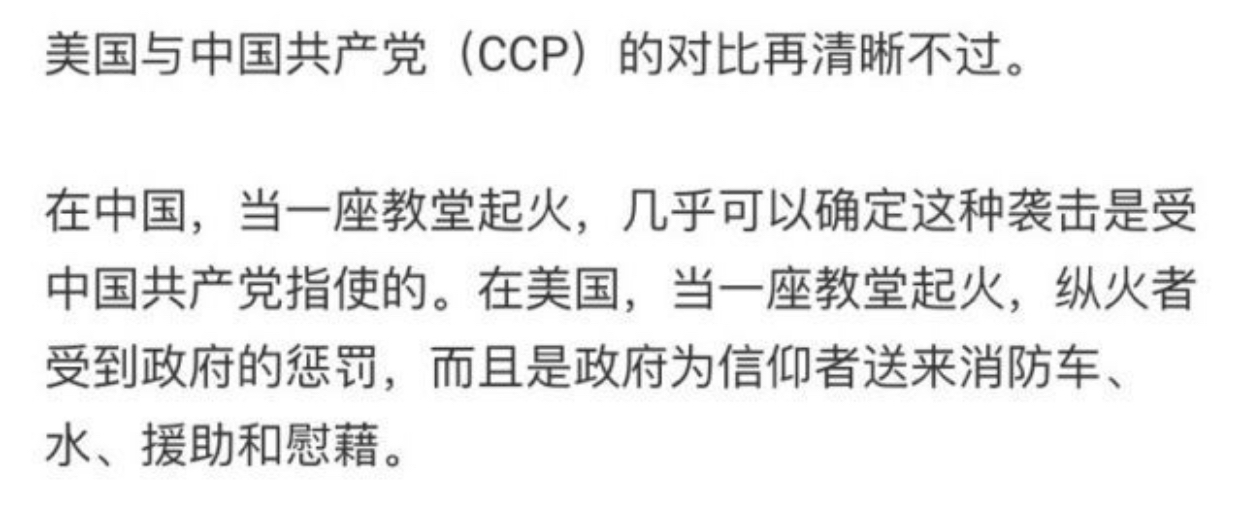 美国与中国共产党（CCP）的对比再清晰不过。
在中国，当一座教堂起火，几乎可以确定这种袭击是受
中国共产党指使的。在美国，当一座教堂起火，纵火者
受到政府的惩罚，而且是政府为信仰者送来消防车、
水、援助和慰藉。